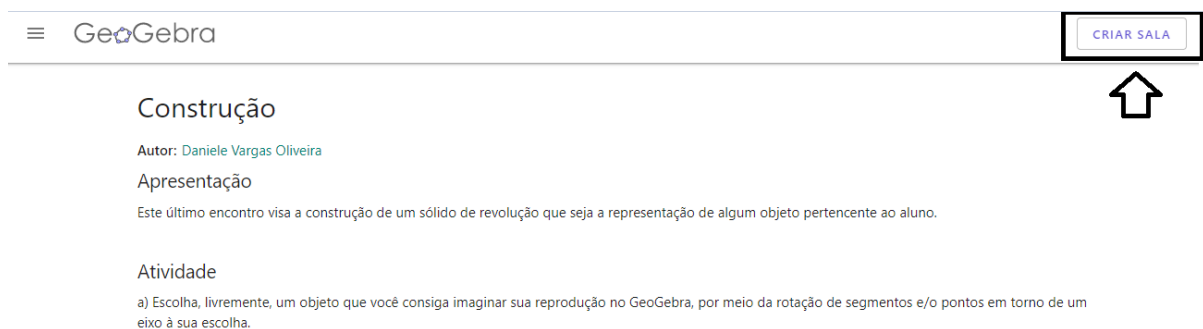 GeoGebra
CRIAR SALA
Construção
Autor: Daniele Vargas Oliveira
Apresentação
Este último encontro visa a construção de um sólido de revolução que seja a representação de algum objeto pertencente ao aluno.
Atividade
a) Escolha, livremente, um objeto que você consiga imaginar sua reprodução no GeoGebra, por meio da rotação de segmentos e/o pontos em torno de um
eixo à sua escolha.